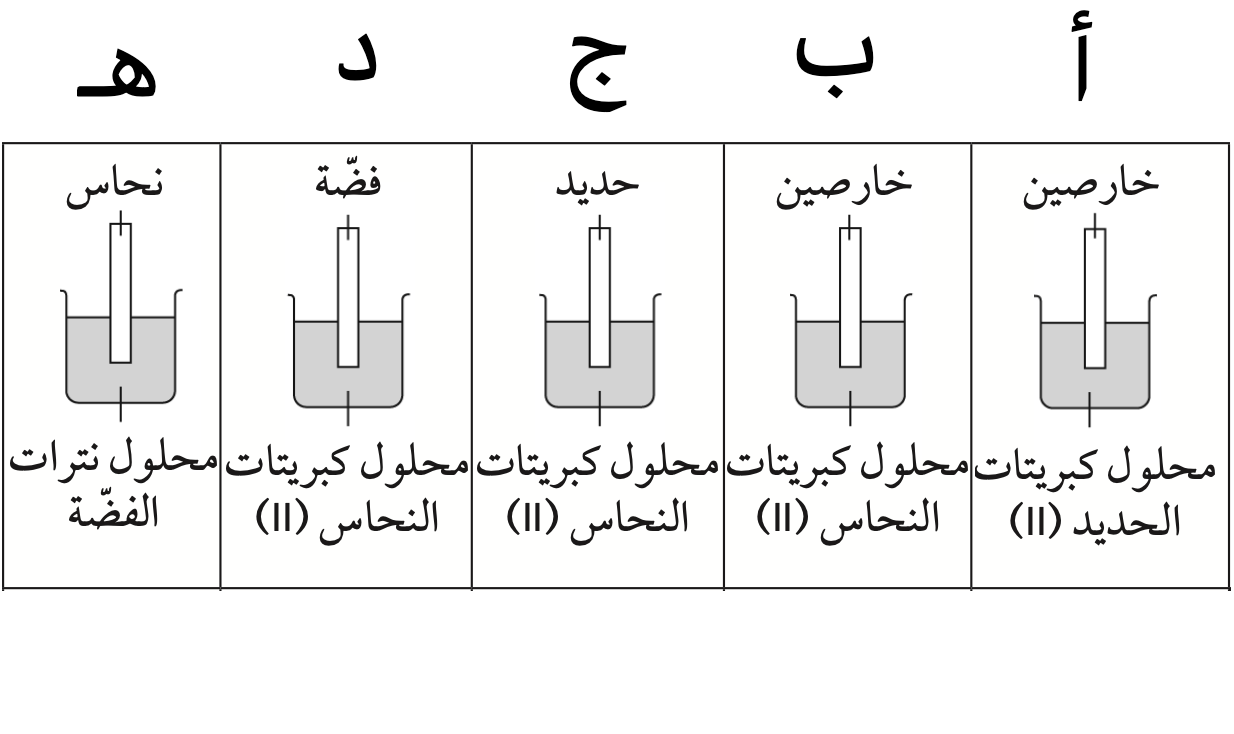 أ ب ج د هـ
خارصين خارصين حديد فضّة نحاس
محلول كبريتات محلول كبريتات محلول كبريتات محلول كبريتات محلول نترات
الحديد (II) النحاس (II) النحاس (II) النحاس (II) الفضّة